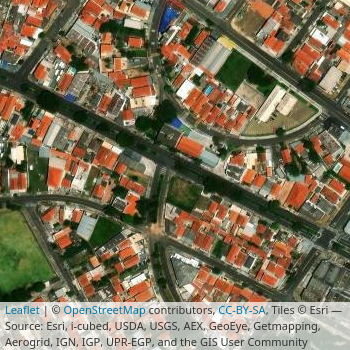 Leaflet | © OpenStreetMap contributors, CC-BY-SA, Tiles © Esri —
Source: Esri, i-cubed, USDA, USGS, AEX, GeoEye, Getmapping,
Aerogrid, IGN, IGP, UPR-EGP, and the GIS User Community